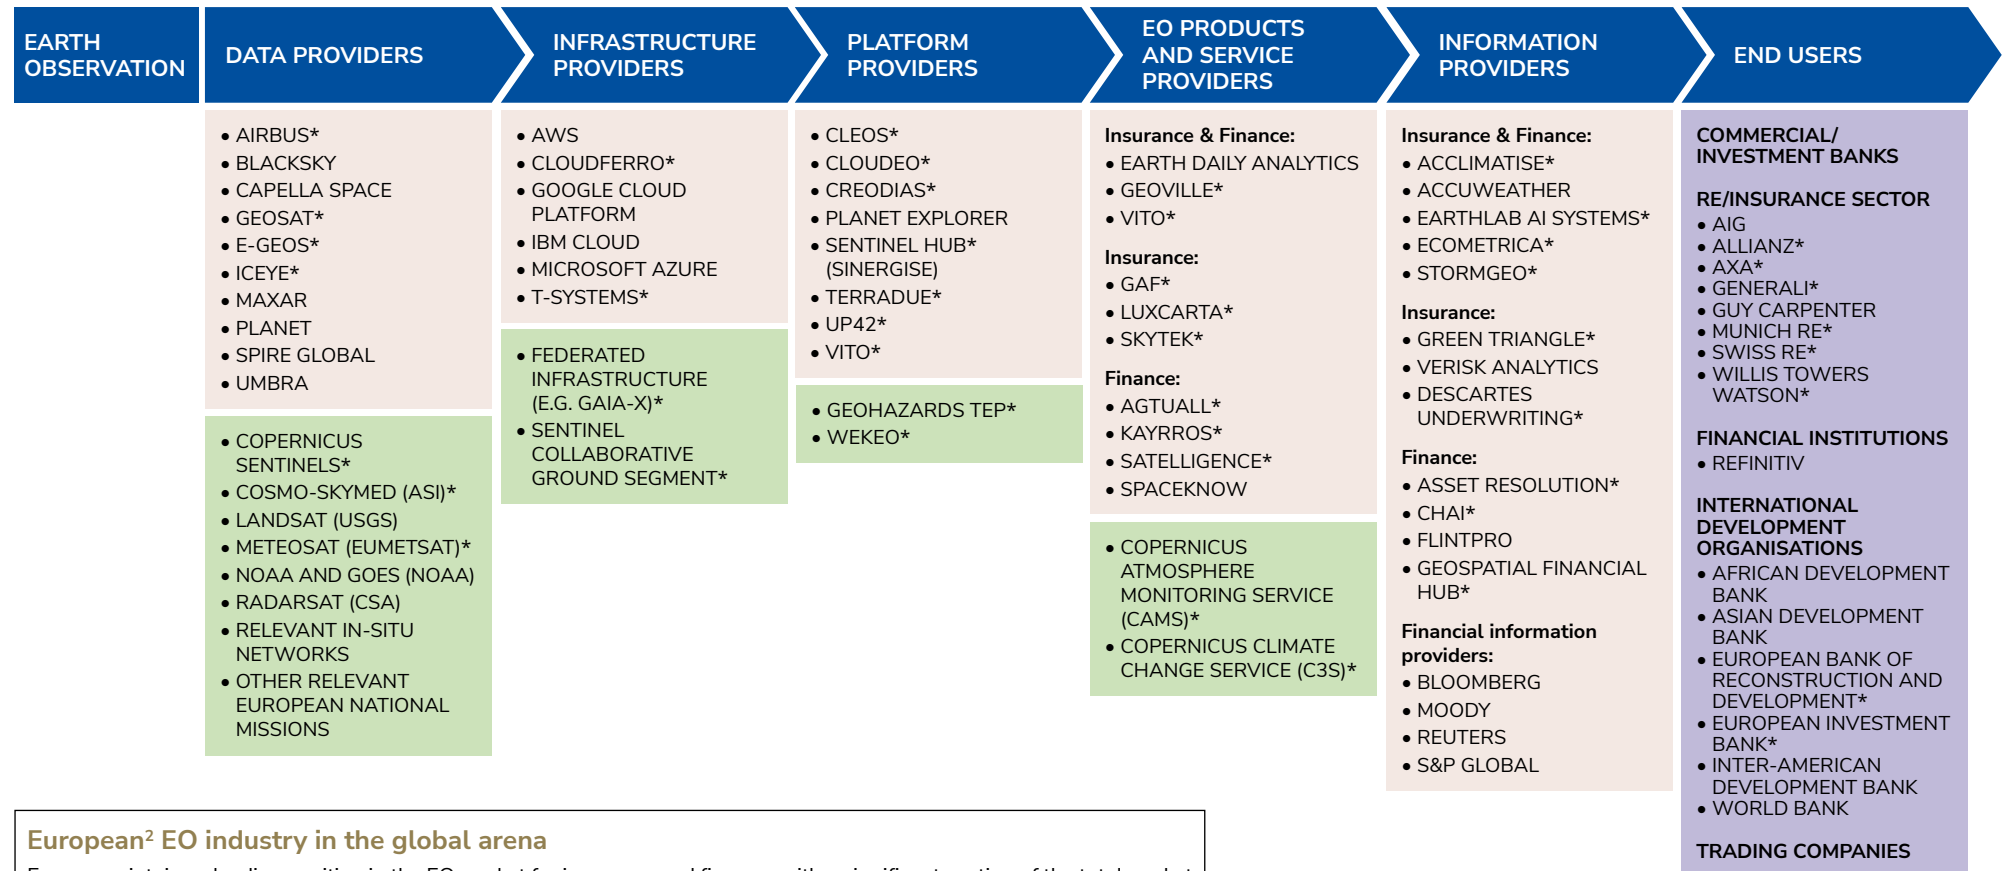 EARTH
OBSERVATION
DATA PROVIDERS
INFRASTRUCTURE
PROVIDERS
PLATFORM
PROVIDERS
EO PRODUCTS
AND SERVICE
PROVIDERS
INFORMATION
PROVIDERS
END USERS
• AIRBUS*
• BLACKSKY
• CAPELLA SPACE
• GEOSAT*
• E-GEOS*
• ICEYE*
• MAXAR
• PLANET
• SPIRE GLOBAL
• UMBRA
• COPERNICUS
SENTINELS*
• COSMO-SKYMED (ASI)*
• LANDSAT (USGS)
• METEOSAT (EUMETSAT)*
• NOAA AND GOES (NOAA)
• RADARSAT (CSA)
• RELEVANT IN-SITU
NETWORKS
• OTHER RELEVANT
EUROPEAN NATIONAL
MISSIONS
• AWS
• CLOUDFERRO*
• GOOGLE CLOUD
PLATFORM
• IBM CLOUD
• MICROSOFT AZURE
• T-SYSTEMS*
• FEDERATED
INFRASTRUCTURE
(E.G. GAIA-X)*
• SENTINEL
COLLABORATIVE
GROUND SEGMENT*
• CLEOS*
• CLOUDEO*
• CREODIAS*
• PLANET EXPLORER
• SENTINEL HUB*
(SINERGISE)
• TERRADUE*
• UP42*
• VITO*
• GEOHAZARDS TEP*
• WEKEO*
Insurance & Finance:
• EARTH DAILY ANALYTICS
• GEOVILLE*
• VITO*
Insurance:
• GAF*
• LUXCARTA*
• SKYTEK*
Finance:
• AGTUALL*
• KAYRROS*
• SATELLIGENCE*
• SPACEKNOW
• COPERNICUS
ATMOSPHERE
MONITORING SERVICE
(CAMS)*
• COPERNICUS CLIMATE
CHANGE SERVICE (C3S)*
Insurance & Finance:
• ACCLIMATISE*
• ACCUWEATHER
• EARTHLAB AI SYSTEMS*
• ECOMETRICA*
• STORMGEO*
Insurance:
• GREEN TRIANGLE*
• VERISK ANALYTICS
• DESCARTES
UNDERWRITING*
Finance:
• ASSET RESOLUTION*
• CHAI*
• FLINTPRO
• GEOSPATIAL FINANCIAL
HUB*
Financial information
providers:
• BLOOMBERG
• MOODY
• REUTERS
• S&P GLOBAL
COMMERCIAL/
INVESTMENT BANKS
RE/INSURANCE SECTOR
• AIG
• ALLIANZ*
• AXA*
• GENERALI*
• GUY CARPENTER
• MUNICH RE*
• SWISS RE*
• WILLIS TOWERS
WATSON*
FINANCIAL INSTITUTIONS
• REFINITIV
INTERNATIONAL
DEVELOPMENT
ORGANISATIONS
• AFRICAN DEVELOPMENT
BANK
• ASIAN DEVELOPMENT
BANK
• EUROPEAN BANK OF
RECONSTRUCTION AND
DEVELOPMENT*
• EUROPEAN INVESTMENT
BANK*
• INTER-AMERICAN
DEVELOPMENT BANK
• WORLD BANK
TRADING COMPANIES
European² EO industry in the global arena